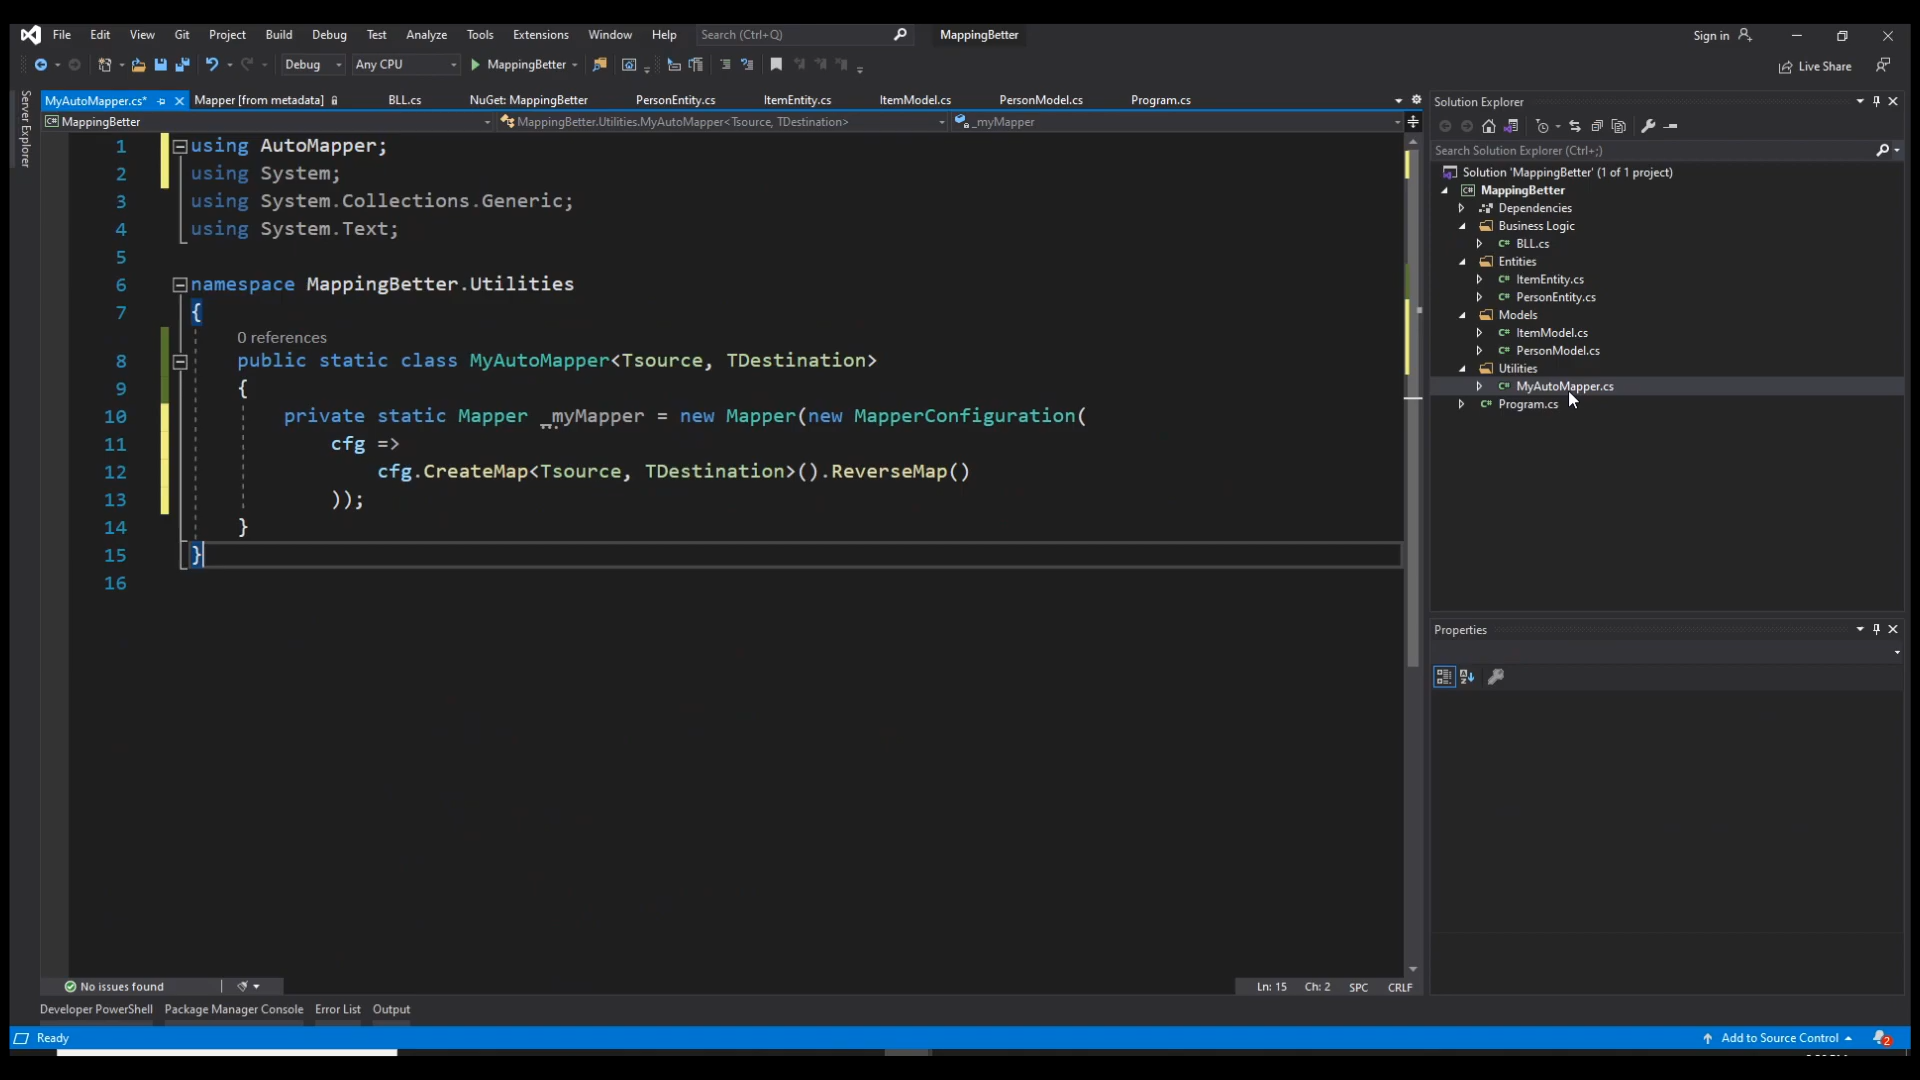 File Edit View Git Project Build Debug Test Analyze Tools Extensions Window Help Search (Ctrl+Q) MappingBetter Sign in
Debug Any CPU MappingBetter Live Share
Server Explorer
MyAutoMapper.cs* Mapper [from metadata] BLL.cs NuGet: MappingBetter PersonEntity.cs ItemEntity.cs ItemModel.cs PersonModel.cs Program.cs
MappingBetter MappingBetter.Utilities.MyAutoMapper<Tsource, TDestination> _myMapper
1 using AutoMapper;
2 using System;
3 using System.Collections.Generic;
4 using System.Text;
5
6 namespace MappingBetter.Utilities
7 {
0 references
8 public static class MyAutoMapper<Tsource, TDestination>
9 {
10 private static Mapper _myMapper = new Mapper(new MapperConfiguration(
11 cfg =>
12 cfg.CreateMap<Tsource, TDestination>().ReverseMap()
13 ));
14 }
15 }
16
No issues found Ln: 15 Ch: 2 SPC CRLF
Developer PowerShell Package Manager Console Error List Output
Solution Explorer
Search Solution Explorer (Ctrl+;)
Solution 'MappingBetter' (1 of 1 project)
C# MappingBetter
Dependencies
Business Logic
C# BLL.cs
Entities
C# ItemEntity.cs
C# PersonEntity.cs
Models
C# ItemModel.cs
C# PersonModel.cs
Utilities
C# MyAutoMapper.cs
C# Program.cs
Properties
Ready Add to Source Control 2